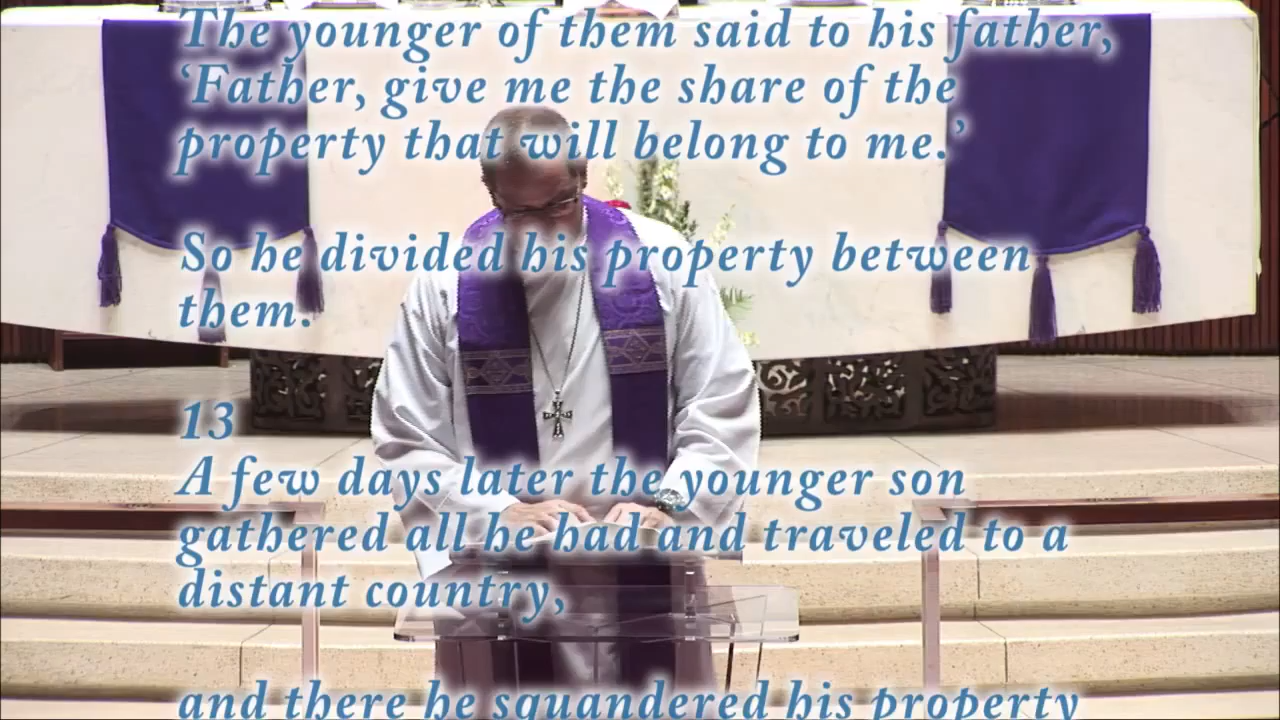 The younger of them said to his father,
‘Father, give me the share of the
property that will belong to me.’
So he divided his property between
them.
13
A few days later the younger son
gathered all he had and traveled to a
distant country,
and there he squandered his property